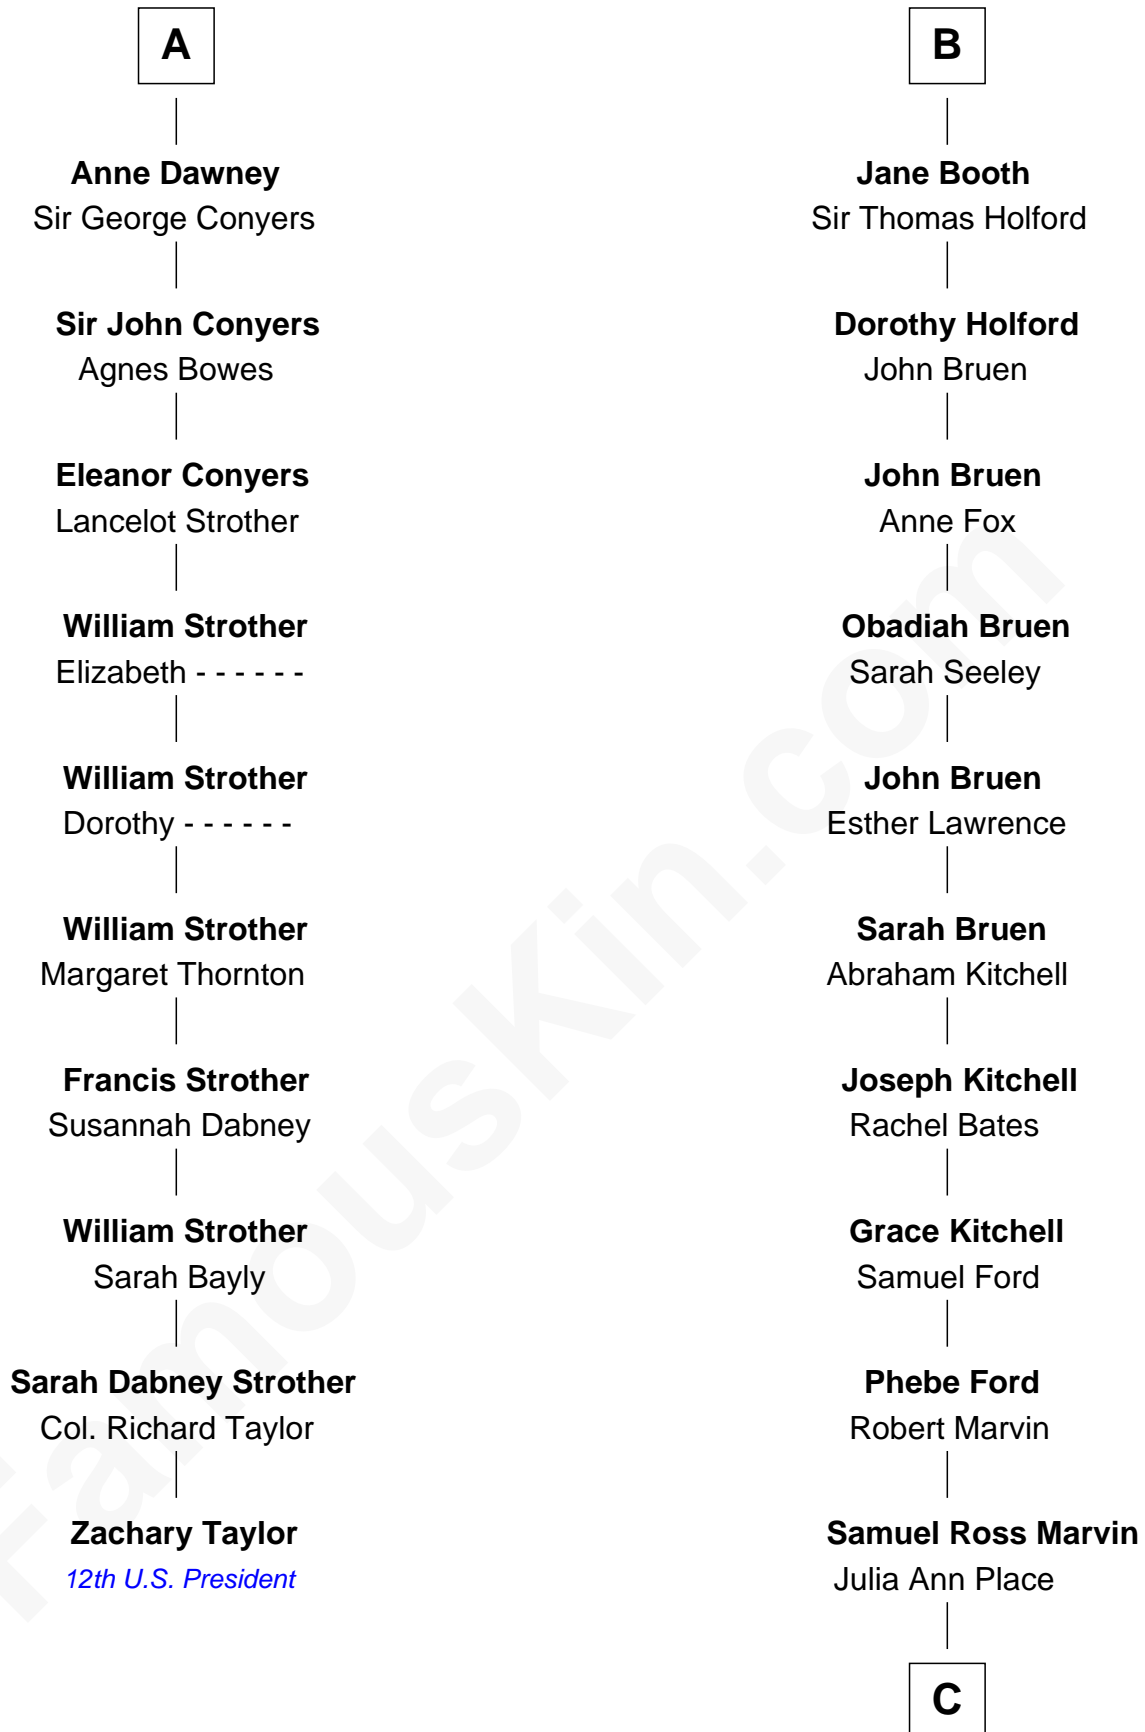 A
Anne Dawney
Sir George Conyers
Sir John Conyers
Agnes Bowes
Eleanor Conyers
Lancelot Strother
William Strother
Elizabeth - - - - - -
William Strother
Dorothy - - - - - -
William Strother
Margaret Thornton
Francis Strother
Susannah Dabney
William Strother
Sarah Bayly
Sarah Dabney Strother
Col. Richard Taylor
Zachary Taylor
12th U.S. President
B
Jane Booth
Sir Thomas Holford
Dorothy Holford
John Bruen
John Bruen
Anne Fox
Obadiah Bruen
Sarah Seeley
John Bruen
Esther Lawrence
Sarah Bruen
Abraham Kitchell
Joseph Kitchell
Rachel Bates
Grace Kitchell
Samuel Ford
Phebe Ford
Robert Marvin
Samuel Ross Marvin
Julia Ann Place
C
FamousKin.com